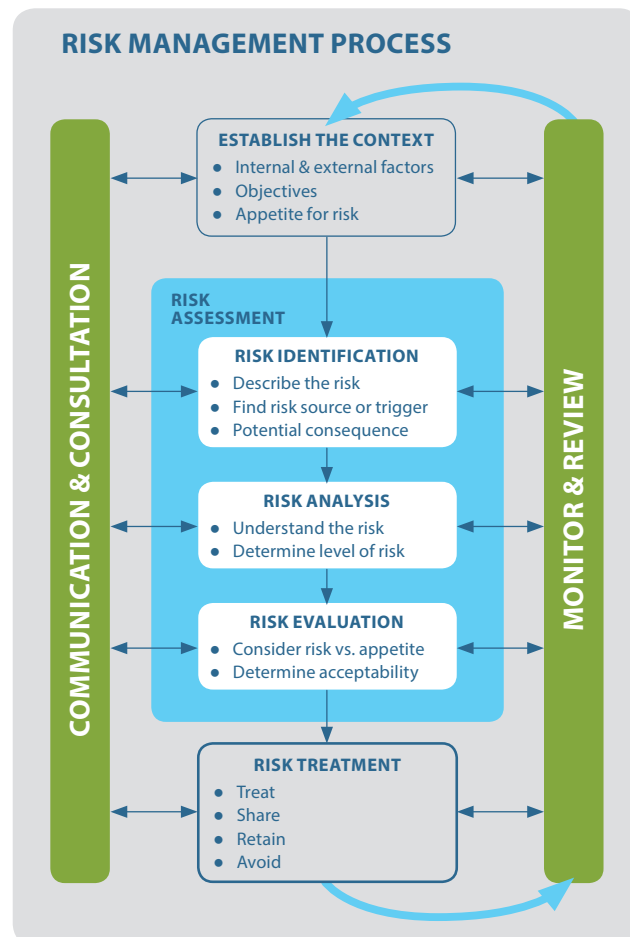 RISK MANAGEMENT PROCESS
COMMUNICATION & CONSULTATION
ESTABLISH THE CONTEXT
● Internal & external factors
● Objectives
● Appetite for risk
RISK
ASSESSMENT
RISK IDENTIFICATION
● Describe the risk
● Find risk source or trigger
● Potential consequence
RISK ANALYSIS
● Understand the risk
● Determine level of risk
RISK EVALUATION
● Consider risk vs. appetite
● Determine acceptability
RISK TREATMENT
● Treat
● Share
● Retain
● Avoid
MONITOR & REVIEW